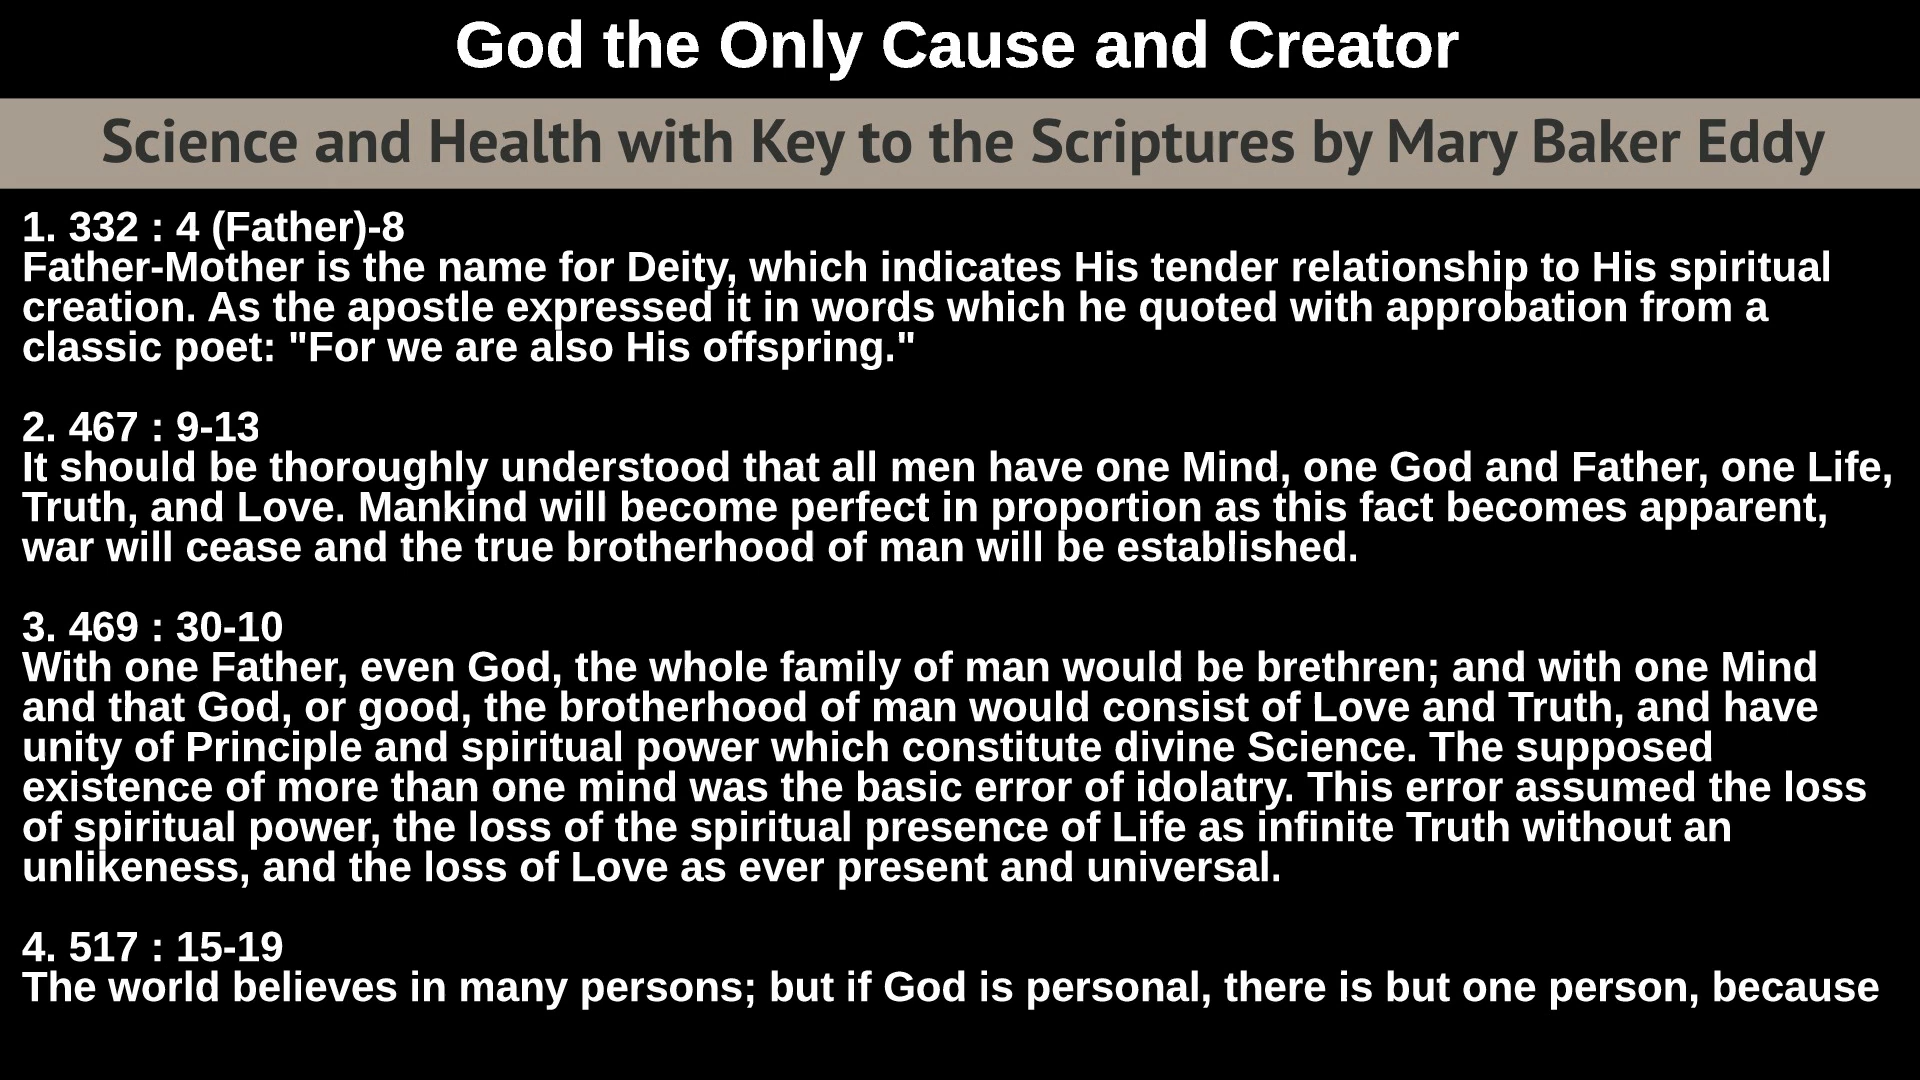 God the Only Cause and Creator
Science and Health with Key to the Scriptures by Mary Baker Eddy
1. 332 : 4 (Father)-8
Father-Mother is the name for Deity, which indicates His tender relationship to His spiritual
creation. As the apostle expressed it in words which he quoted with approbation from a
classic poet: "For we are also His offspring."
2. 467 : 9-13
It should be thoroughly understood that all men have one Mind, one God and Father, one Life,
Truth, and Love. Mankind will become perfect in proportion as this fact becomes apparent,
war will cease and the true brotherhood of man will be established.
3. 469 : 30-10
With one Father, even God, the whole family of man would be brethren; and with one Mind
and that God, or good, the brotherhood of man would consist of Love and Truth, and have
unity of Principle and spiritual power which constitute divine Science. The supposed
existence of more than one mind was the basic error of idolatry. This error assumed the loss
of spiritual power, the loss of the spiritual presence of Life as infinite Truth without an
unlikeness, and the loss of Love as ever present and universal.
4. 517 : 15-19
The world believes in many persons; but if God is personal, there is but one person, because